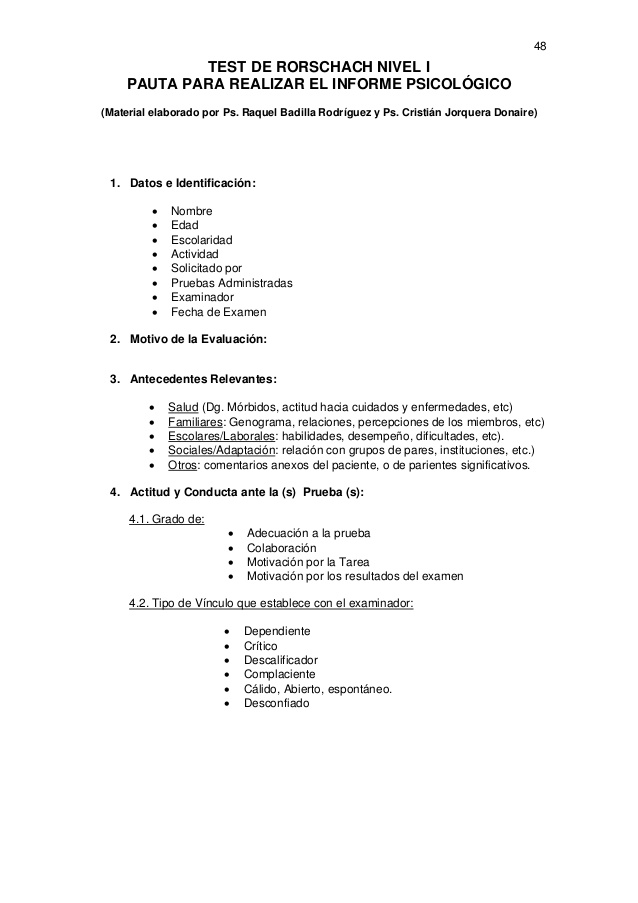 48
TEST DE RORSCHACH NIVEL I
PAUTA PARA REALIZAR EL INFORME PSICOLÓGICO
(Material elaborado por Ps. Raquel Badilla Rodríguez y Ps. Cristián Jorquera Donaire)
1. Datos e Identificación:
• Nombre
• Edad
• Escolaridad
• Actividad
• Solicitado por
• Pruebas Administradas
• Examinador
• Fecha de Examen
2. Motivo de la Evaluación:
3. Antecedentes Relevantes:
• Salud (Dg. Mórbidos, actitud hacia cuidados y enfermedades, etc)
• Familiares: Genograma, relaciones, percepciones de los miembros, etc)
• Escolares/Laborales: habilidades, desempeño, dificultades, etc).
• Sociales/Adaptación: relación con grupos de pares, instituciones, etc.)
• Otros: comentarios anexos del paciente, o de parientes significativos.
4. Actitud y Conducta ante la (s) Prueba (s):
4.1. Grado de:
• Adecuación a la prueba
• Colaboración
• Motivación por la Tarea
• Motivación por los resultados del examen
4.2. Tipo de Vínculo que establece con el examinador:
• Dependiente
• Crítico
• Descalificador
• Complaciente
• Cálido, Abierto, espontáneo.
• Desconfiado